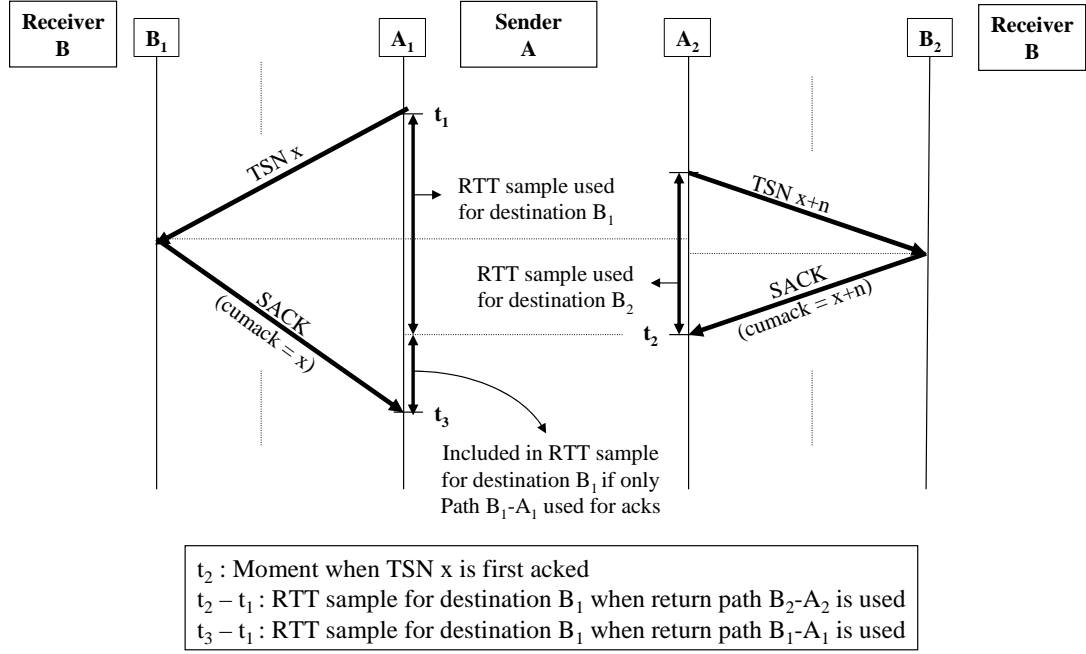 Receiver
B
B₁
A₁
Sender
A
A₂
B₂
Receiver
B
t₁
TSN x
RTT sample used
for destination B₁
TSN x+n
RTT sample used
for destination B₂
SACK
(cumack = x)
SACK
(cumack = x+n)
t₂
t₃
Included in RTT sample
for destination B₁ if only
Path B₁-A₁ used for acks
t₂ : Moment when TSN x is first acked
t₂ – t₁ : RTT sample for destination B₁ when return path B₂-A₂ is used
t₃ – t₁ : RTT sample for destination B₁ when return path B₁-A₁ is used